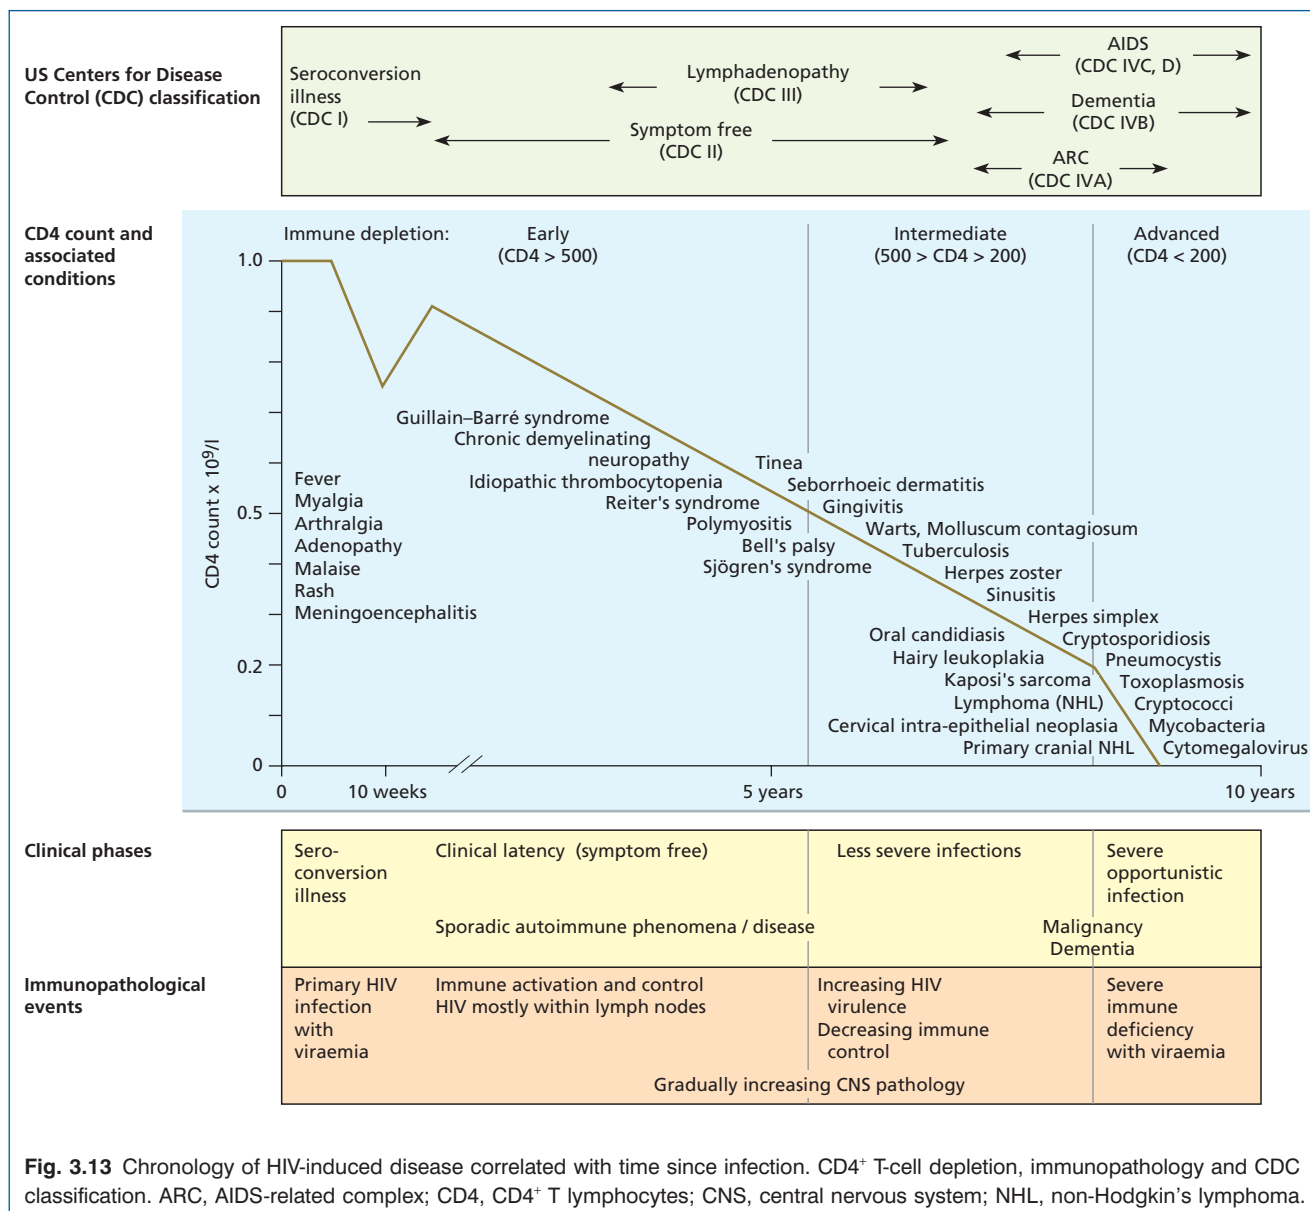 US Centers for Disease
Control (CDC) classification
Seroconversion
illness
(CDC I)
Lymphadenopathy
(CDC III)
Symptom free
(CDC II)
AIDS
(CDC IVC, D)
Dementia
(CDC IVB)
ARC
(CDC IVA)
CD4 count and
associated
conditions
Immune depletion:
Early
(CD4 > 500)
Intermediate
(500 > CD4 > 200)
Advanced
(CD4 < 200)
CD4 count x 10⁹/l
1.0
0.5
0.2
0
Fever
Myalgia
Arthralgia
Adenopathy
Malaise
Rash
Meningoencephalitis
Guillain–Barré syndrome
Chronic demyelinating
neuropathy
Idiopathic thrombocytopenia
Reiter's syndrome
Polymyositis
Bell's palsy
Sjögren's syndrome
Tinea
Seborrhoeic dermatitis
Gingivitis
Warts, Molluscum contagiosum
Tuberculosis
Herpes zoster
Sinusitis
Herpes simplex
Cryptosporidiosis
Pneumocystis
Toxoplasmosis
Cryptococci
Mycobacteria
Cytomegalovirus
Oral candidiasis
Hairy leukoplakia
Kaposi's sarcoma
Lymphoma (NHL)
Cervical intra-epithelial neoplasia
Primary cranial NHL
0
10 weeks
5 years
10 years
Clinical phases
Sero-
conversion
illness
Clinical latency (symptom free)
Sporadic autoimmune phenomena / disease
Less severe infections
Malignancy
Dementia
Severe
opportunistic
infection
Immunopathological
events
Primary HIV
infection
with
viraemia
Immune activation and control
HIV mostly within lymph nodes
Increasing HIV
virulence
Decreasing immune
control
Severe
immune
deficiency
with viraemia
Gradually increasing CNS pathology
Fig. 3.13 Chronology of HIV-induced disease correlated with time since infection. CD4⁺ T-cell depletion, immunopathology and CDC
classification. ARC, AIDS-related complex; CD4, CD4⁺ T lymphocytes; CNS, central nervous system; NHL, non-Hodgkin's lymphoma.